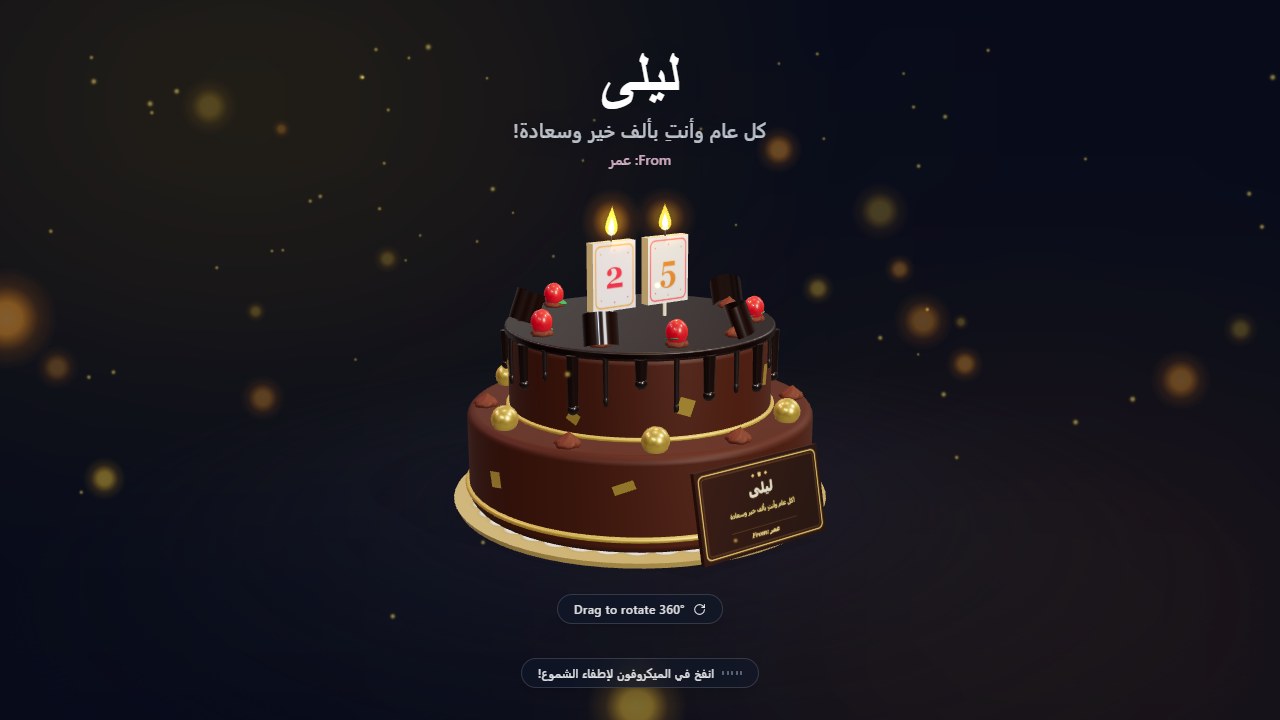 ليلى
كل عام وأنتِ بألف خير وسعادة!
From: عمر
2 5
ليلى
كل عام وأنتِ بألف خير وسعادة!
From: عمر
Drag to rotate 360°
انفخ في الميكروفون لإطفاء الشموع!